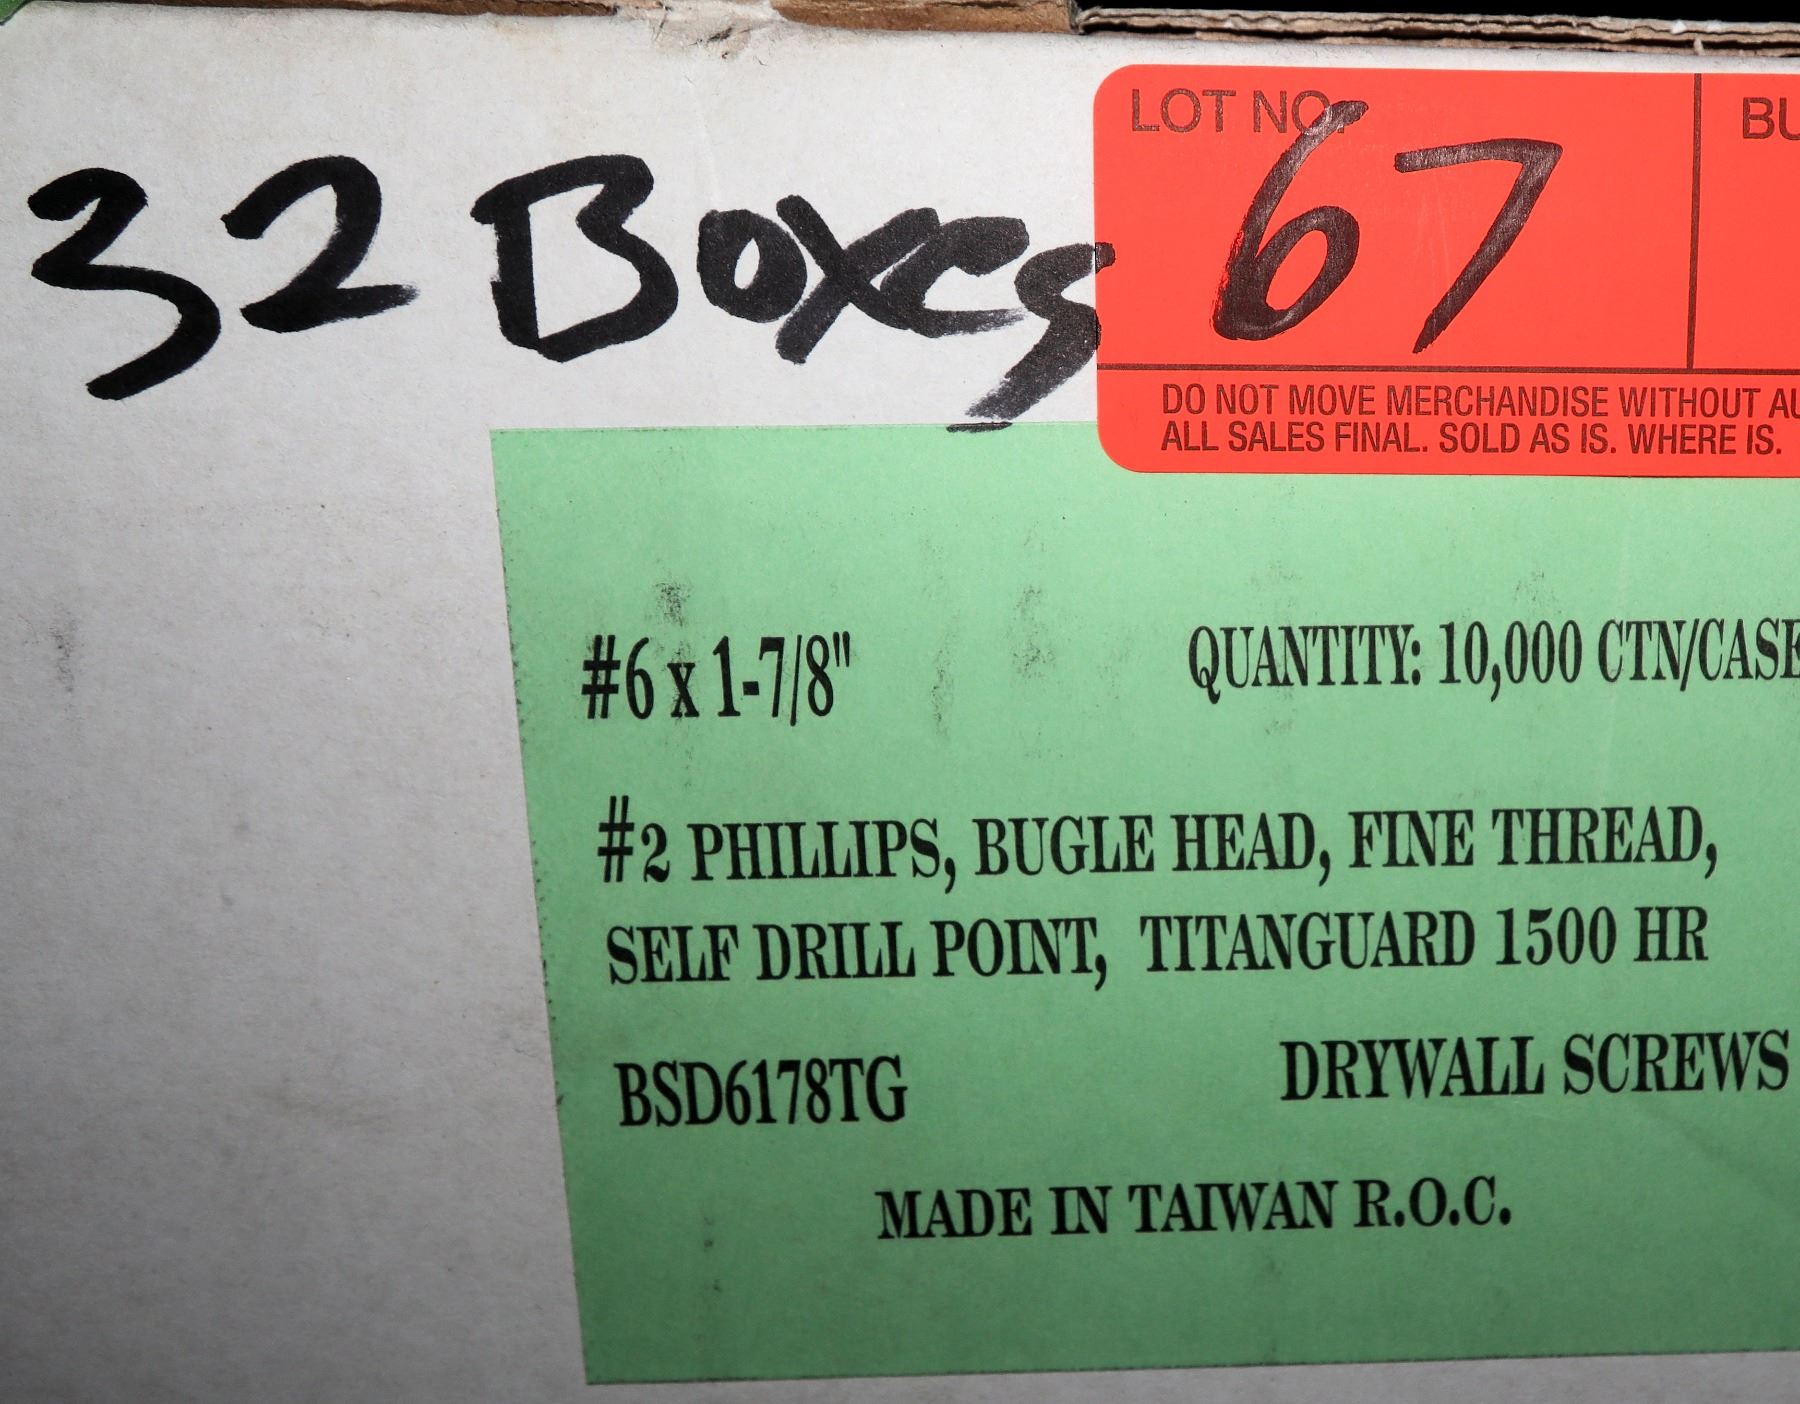 32 Boxes
LOT NO.
67
DO NOT MOVE MERCHANDISE WITHOUT
ALL SALES FINAL. SOLD AS IS. WHERE IS.
#6 x 1-7/8"
QUANTITY: 10,000 CTN/CASE
#2 PHILLIPS, BUGLE HEAD, FINE THREAD,
SELF DRILL POINT, TITANGUARD 1500 HR
BSD6178TG
DRYWALL SCREWS
MADE IN TAIWAN R.O.C.